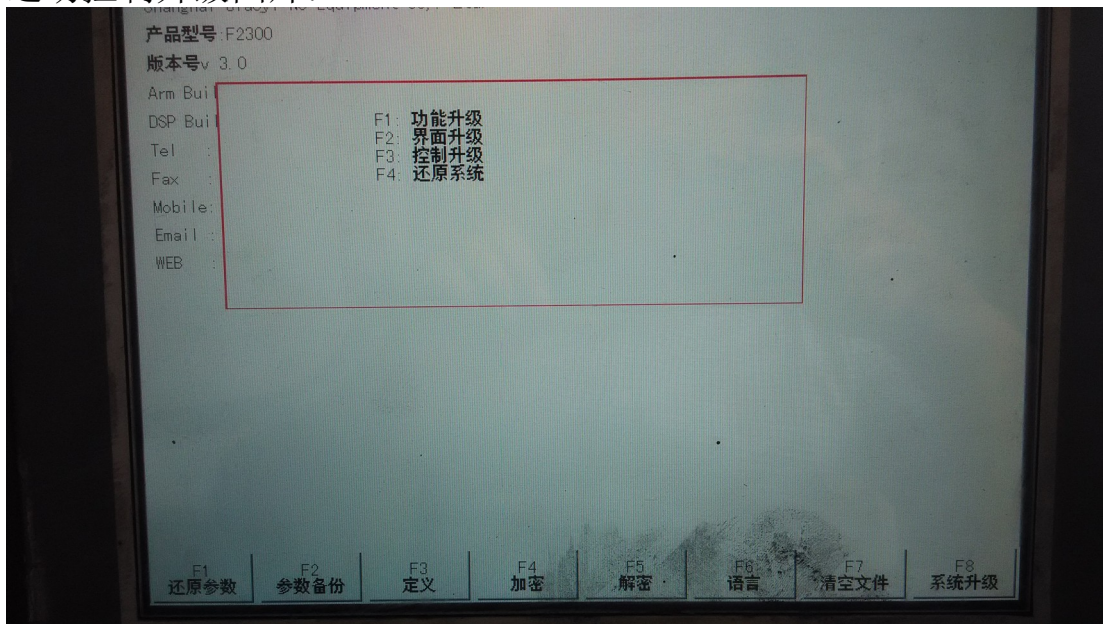 产品型号:F2300
版本号v 3.0
Arm Buil
DSP Buil
Tel :
Fax :
Mobile:
Email :
WEB :
F1: 功能升级
F2: 界面升级
F3: 控制升级
F4: 还原系统
F1 F2 F3 F4 F5 F6 F7 F8
还原参数 参数备份 定义 加密 解密 语言 清空文件 系统升级